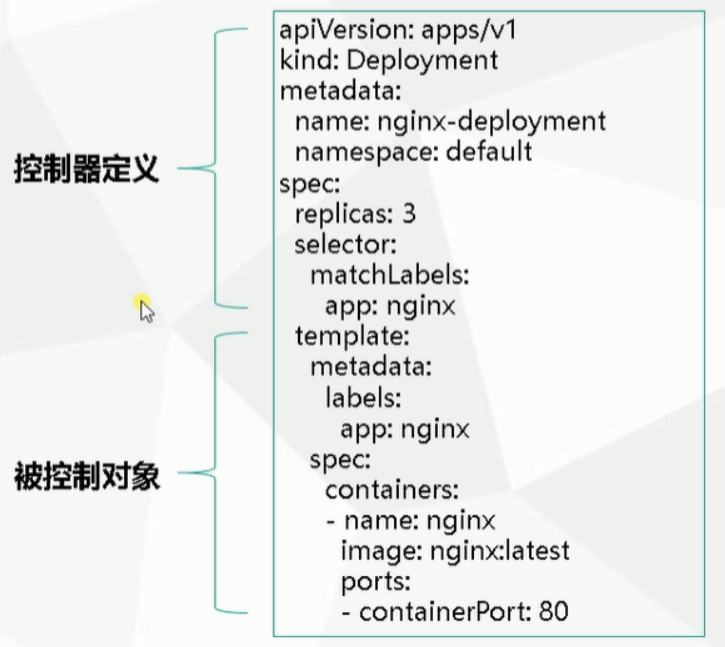 apiVersion: apps/v1
kind: Deployment
metadata:
  name: nginx-deployment
  namespace: default
控制器定义
spec:
  replicas: 3
  selector:
    matchLabels:
      app: nginx
  template:
    metadata:
      labels:
        app: nginx
    spec:
被控制对象
      containers:
      - name: nginx
        image: nginx:latest
        ports:
        - containerPort: 80